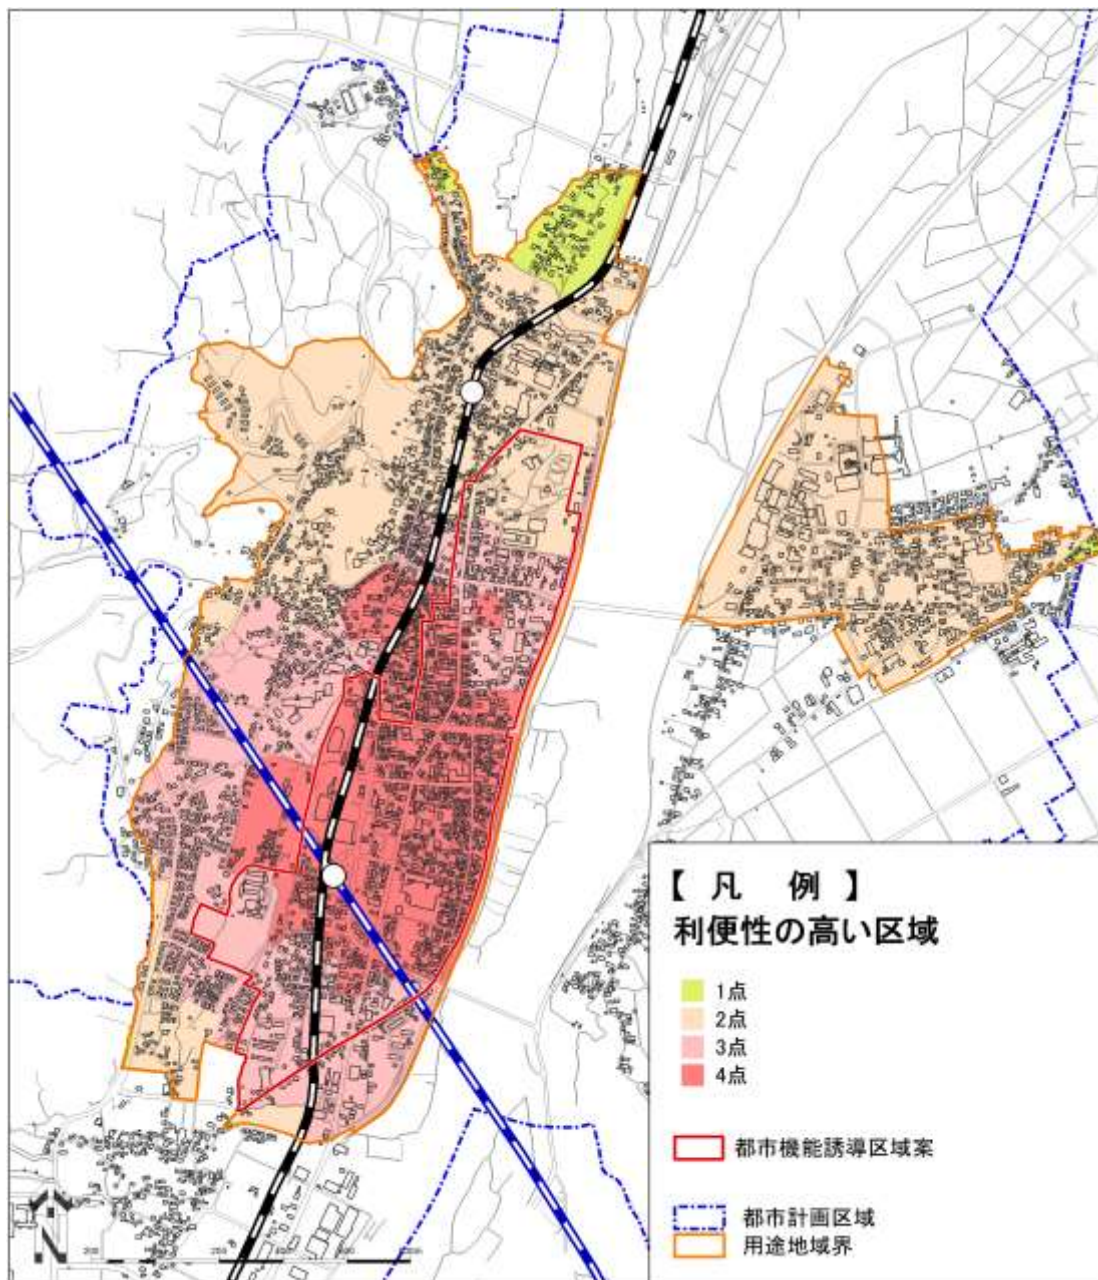 【 凡 例 】
利便性の高い区域
1点
2点
3点
4点
都市機能誘導区域案
都市計画区域
用途地域界
N